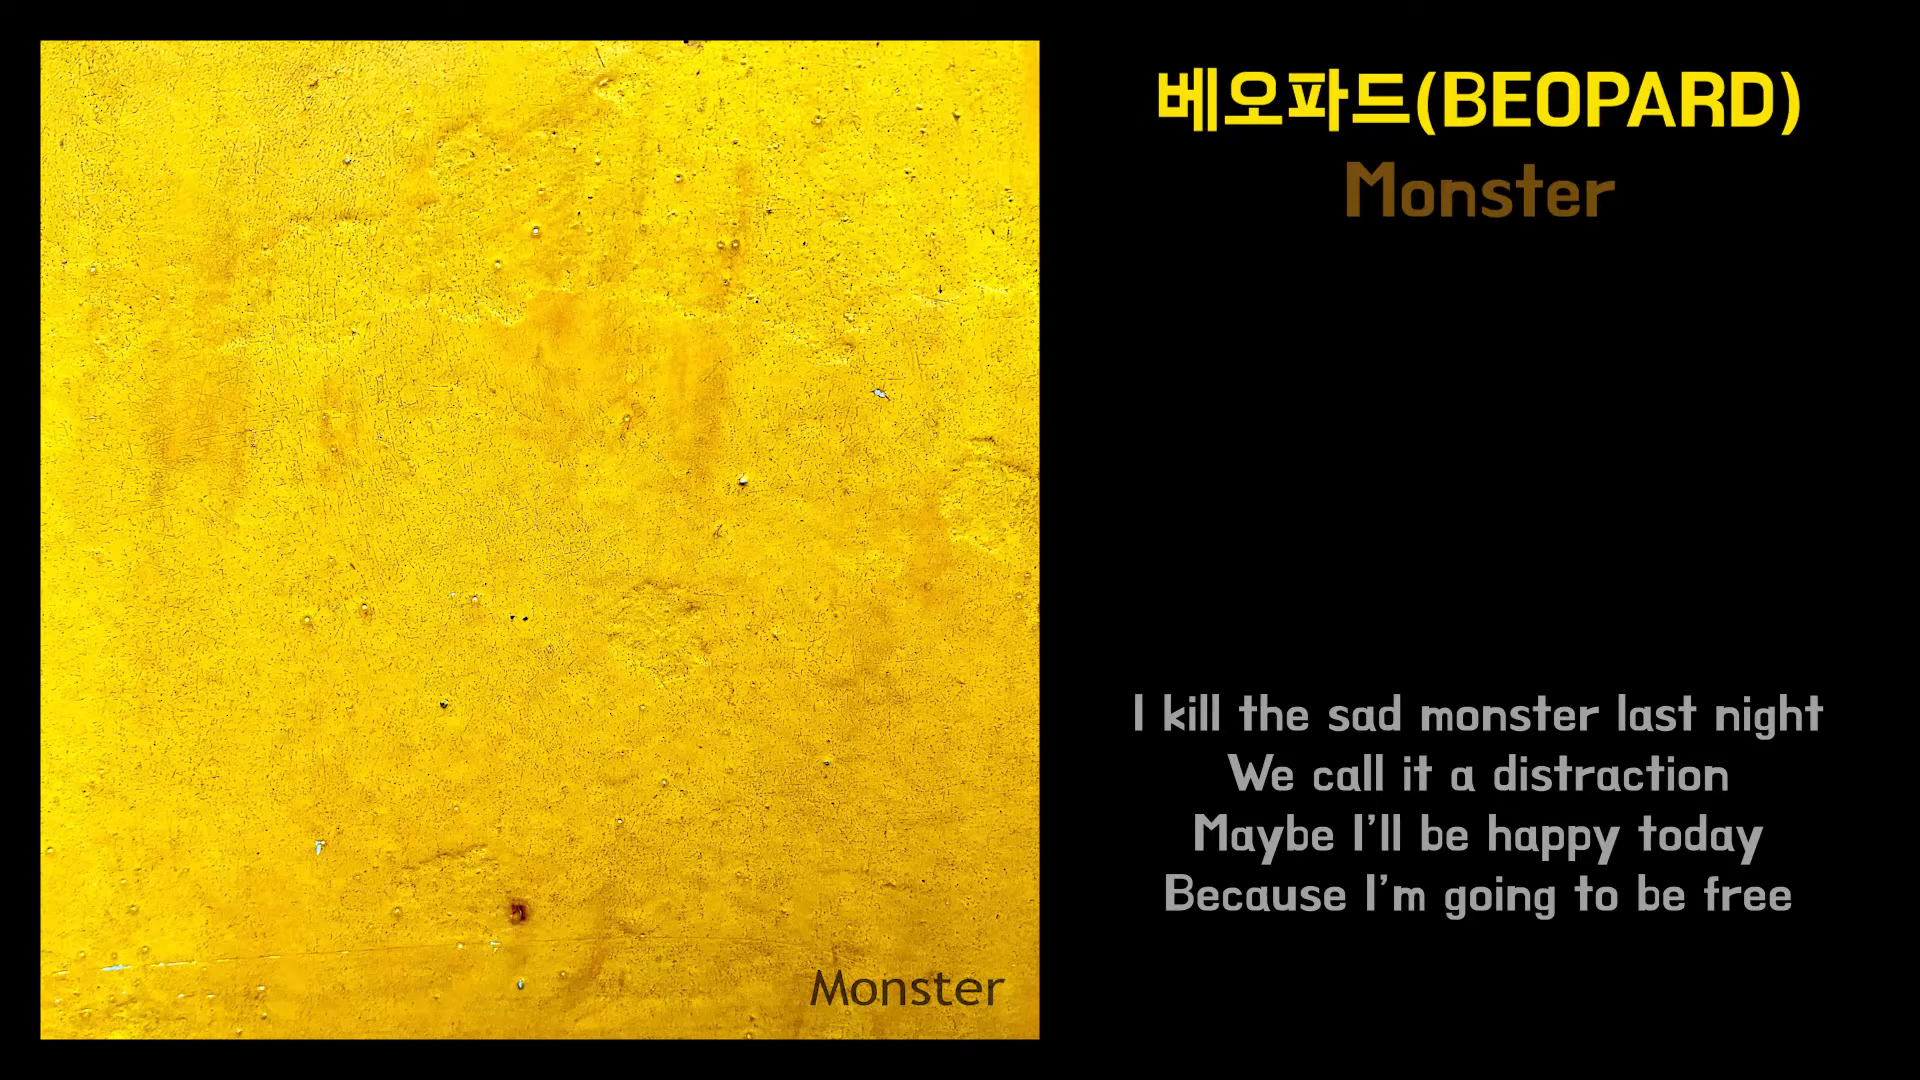 베오파드(BEOPARD)
Monster
I kill the sad monster last night
We call it a distraction
Maybe I'll be happy today
Because I'm going to be free
Monster